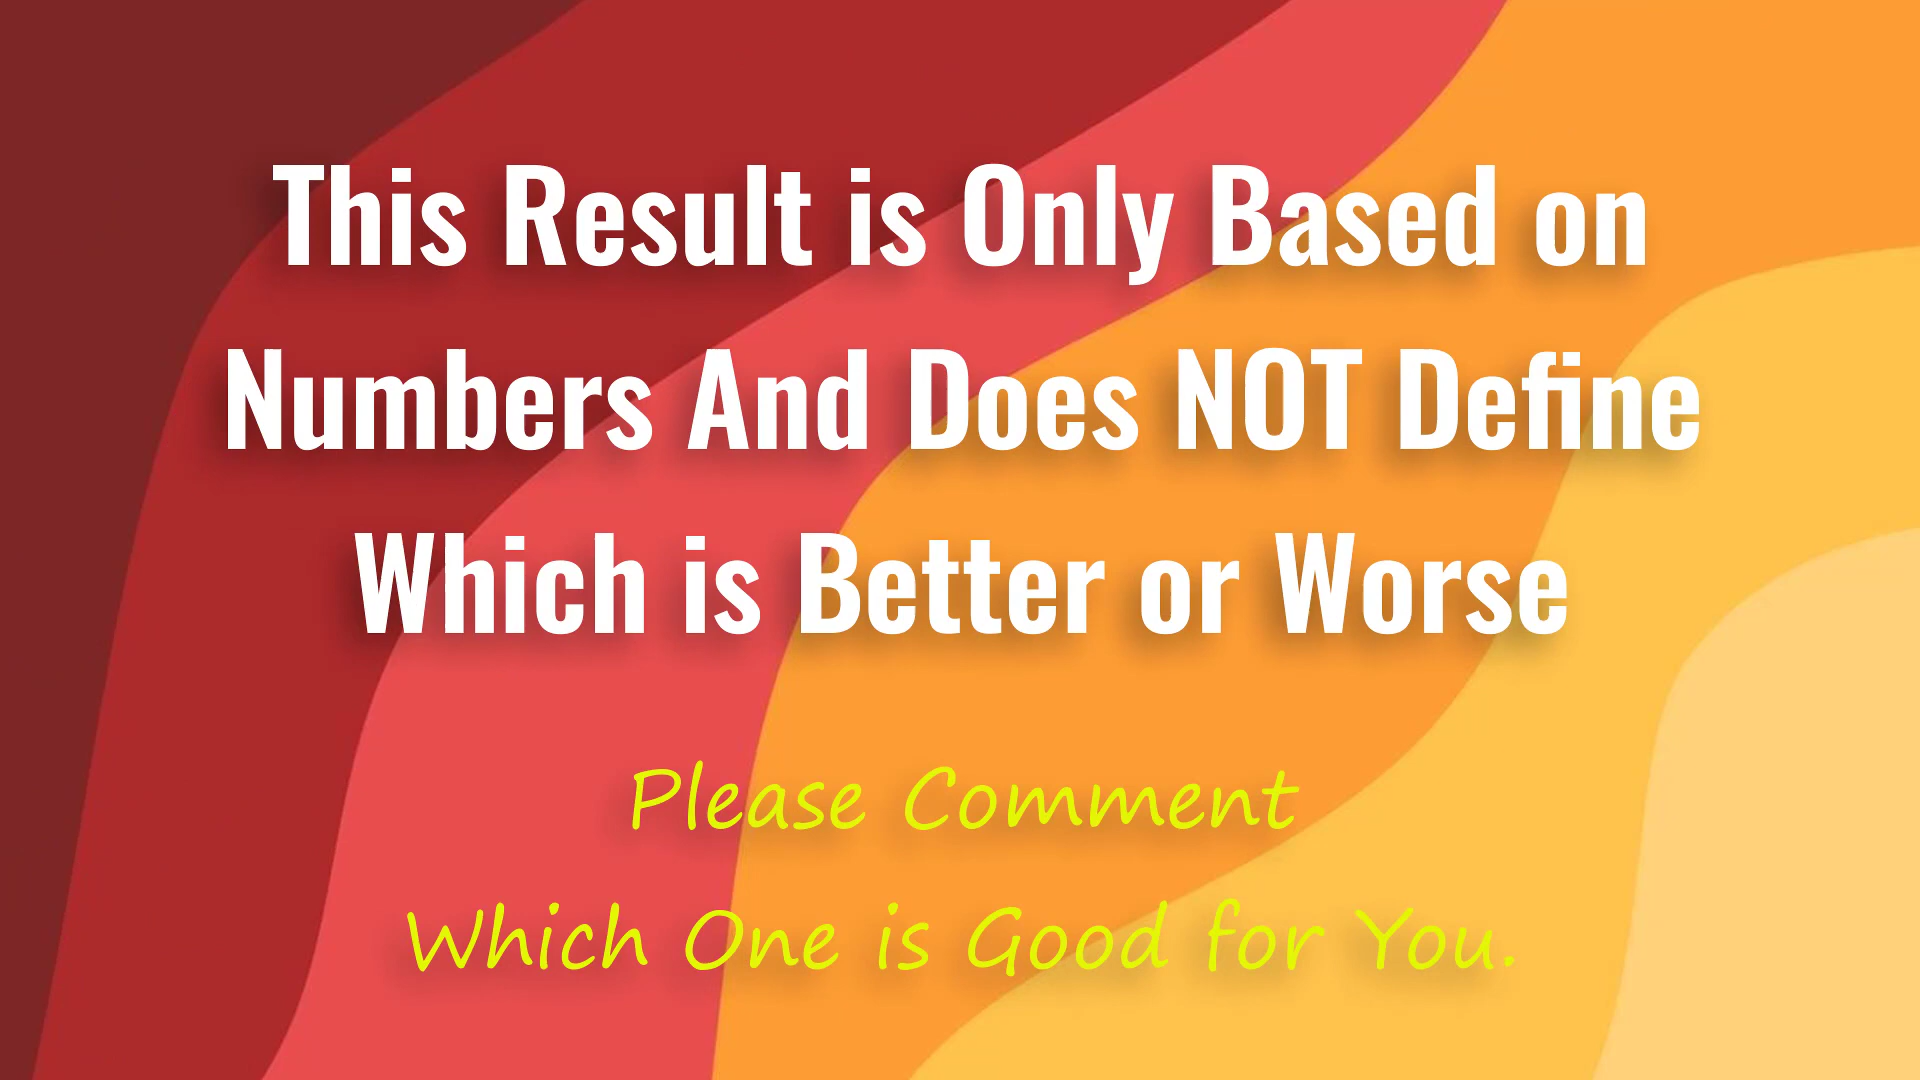 This Result is Only Based on
Numbers And Does NOT Define
Which is Better or Worse
Please Comment
Which One is Good for You.